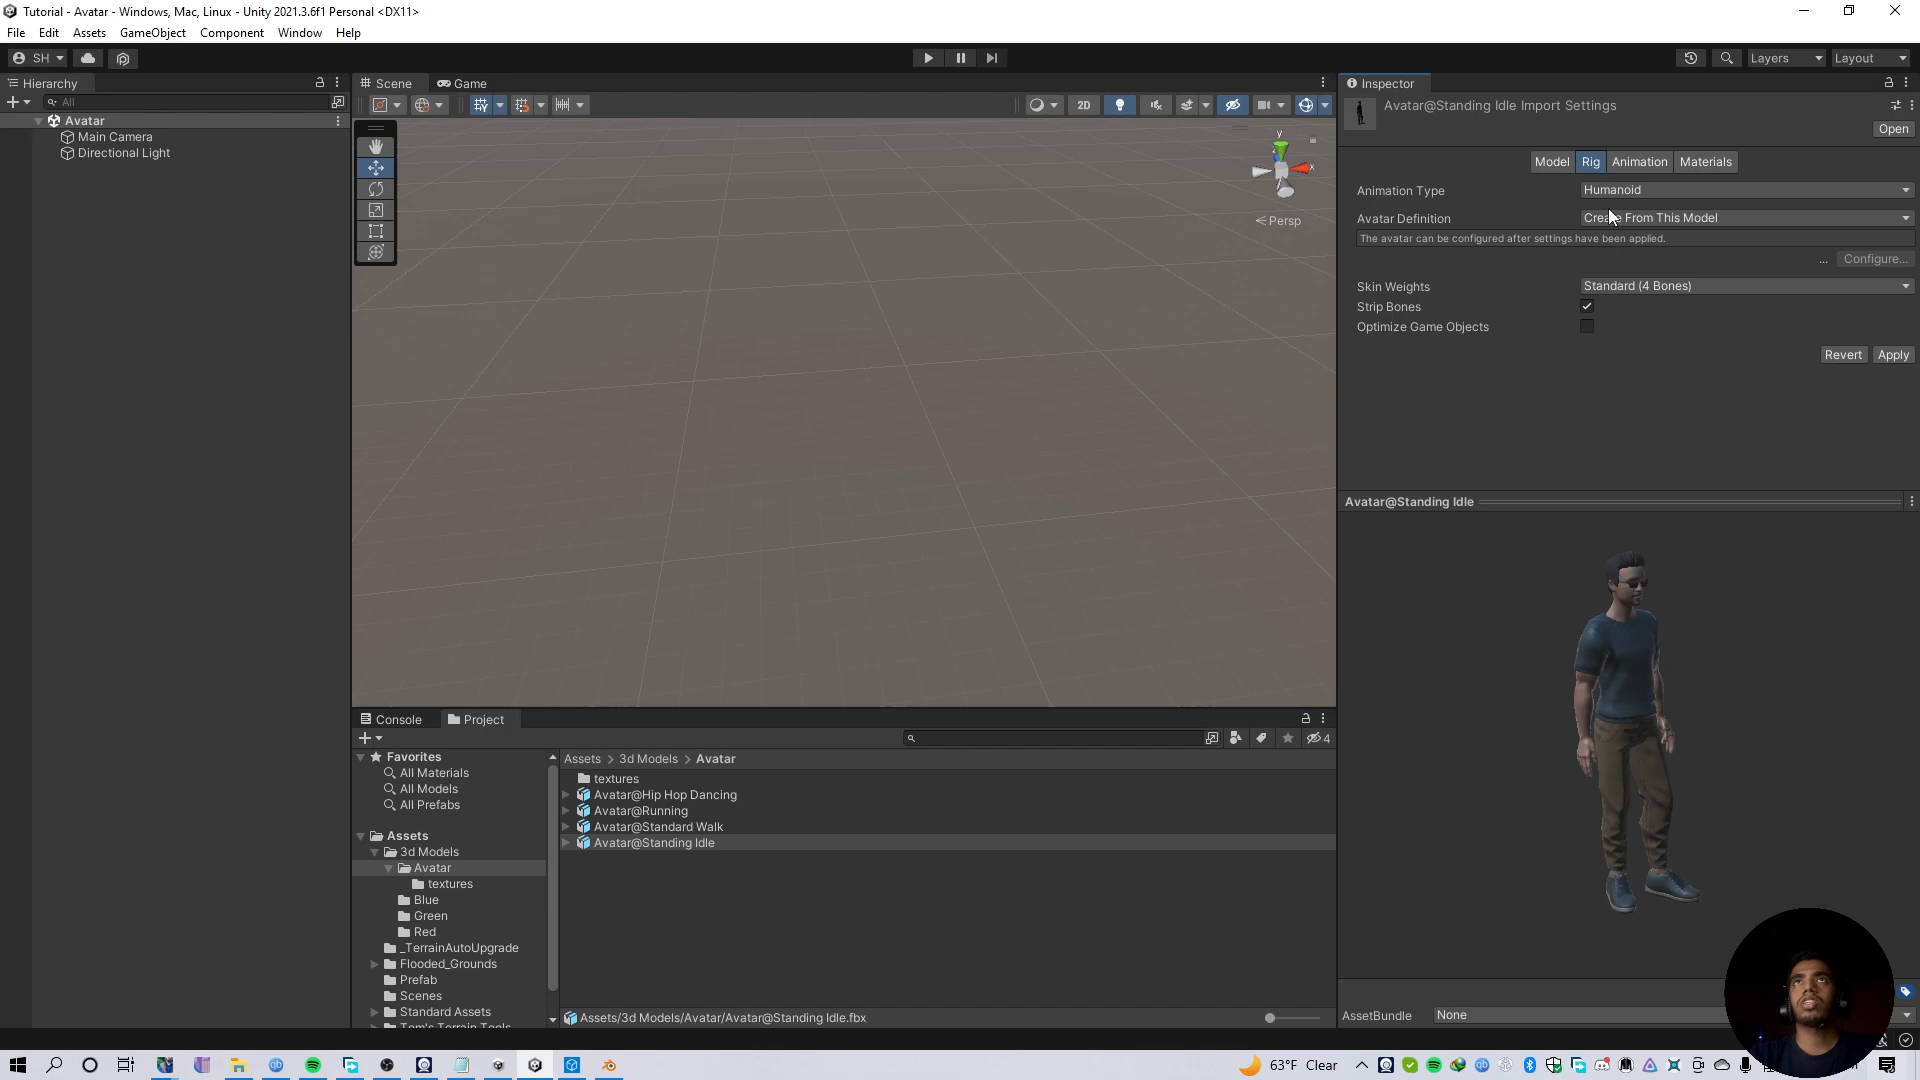 Tutorial - Avatar - Windows, Mac, Linux - Unity 2021.3.6f1 Personal <DX11>
File Edit Assets GameObject Component Window Help
SH Layers Layout
Hierarchy
All
Avatar
Main Camera
Directional Light
Scene Game
2D
y
x
Persp
Inspector
Avatar@Standing Idle Import Settings
Open
Model Rig Animation Materials
Animation Type Humanoid
Avatar Definition Create From This Model
The avatar can be configured after settings have been applied.
... Configure...
Skin Weights Standard (4 Bones)
Strip Bones
Optimize Game Objects
Revert Apply
Avatar@Standing Idle
AssetBundle None
Console Project
4
Favorites
All Materials
All Models
All Prefabs
Assets
3d Models
Avatar
textures
Blue
Green
Red
_TerrainAutoUpgrade
Flooded_Grounds
Prefab
Scenes
Standard Assets
Tom's Terrain Tools
Assets > 3d Models > Avatar
textures
Avatar@Hip Hop Dancing
Avatar@Running
Avatar@Standard Walk
Avatar@Standing Idle
Assets/3d Models/Avatar/Avatar@Standing Idle.fbx
63°F Clear